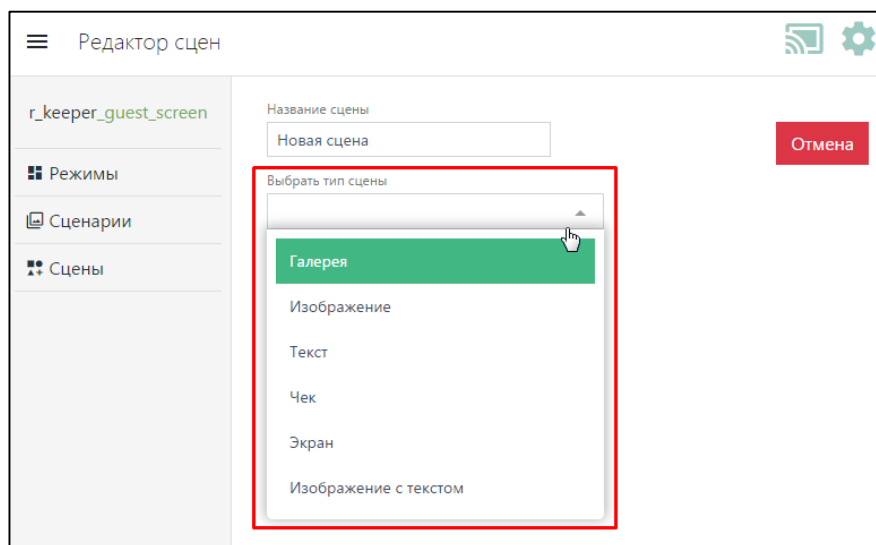 Редактор сцен
r_keeper_guest_screen
Режимы
Сценарии
Сцены
Название сцены
Новая сцена
Отмена
Выбрать тип сцены
Галерея
Изображение
Текст
Чек
Экран
Изображение с текстом